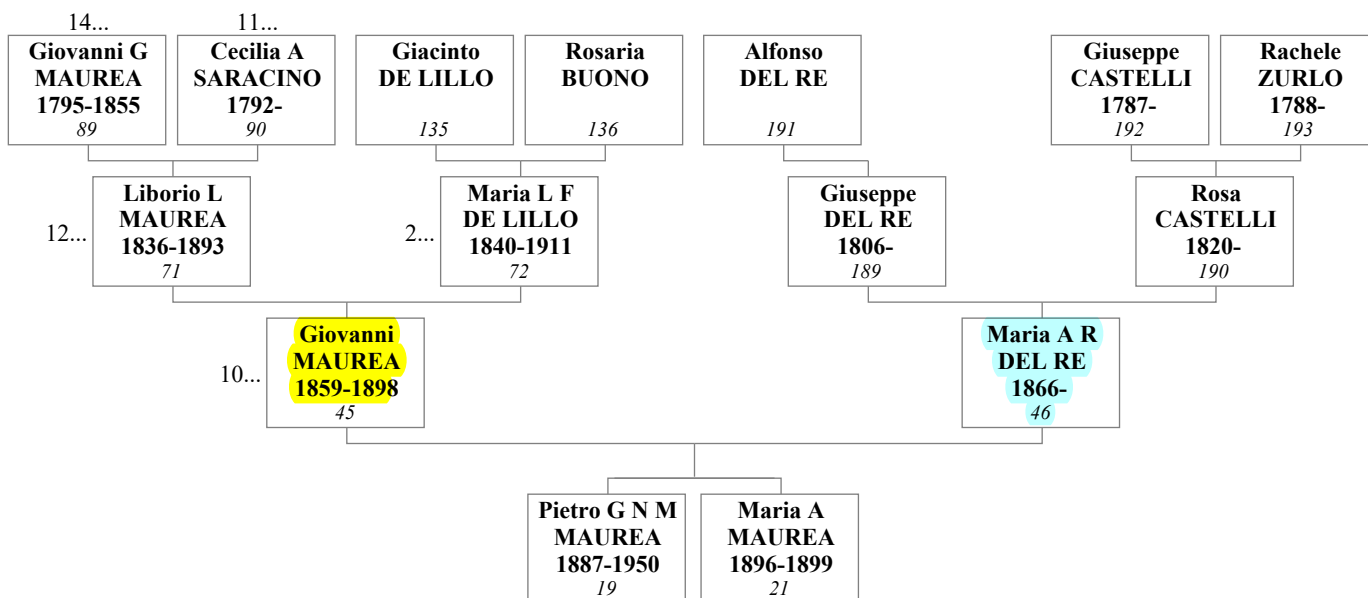 14...
11...
Giovanni G
MAUREA
1795-1855
89
Cecilia A
SARACINO
1792-
90
Giacinto
DE LILLO
135
Rosaria
BUONO
136
Alfonso
DEL RE
191
Giuseppe
CASTELLI
1787-
192
Rachele
ZURLO
1788-
193
12...
Liborio L
MAUREA
1836-1893
71
2...
Maria L F
DE LILLO
1840-1911
72
Giuseppe
DEL RE
1806-
189
Rosa
CASTELLI
1820-
190
10...
Giovanni
MAUREA
1859-1898
45
Maria A R
DEL RE
1866-
46
Pietro G N M
MAUREA
1887-1950
19
Maria A
MAUREA
1896-1899
21